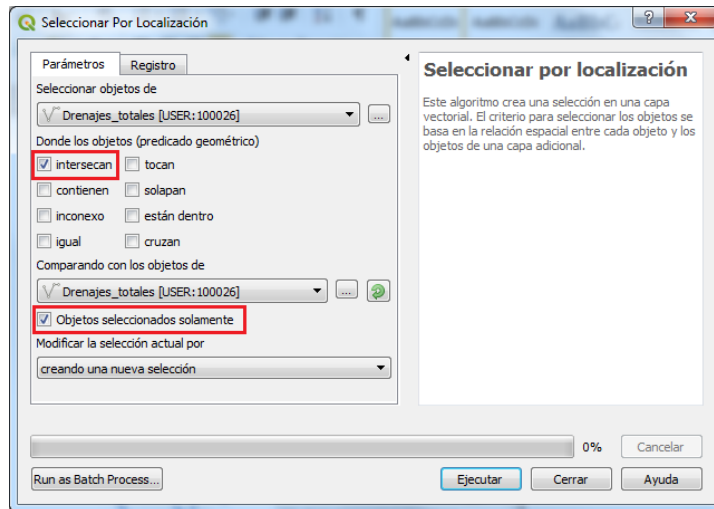 Seleccionar Por Localización
Parámetros Registro
Seleccionar objetos de
Drenajes_totales [USER:100026] ...
Donde los objetos (predicado geométrico)
intersecan tocan
contienen solapan
inconexo están dentro
igual cruzan
Comparando con los objetos de
Drenajes_totales [USER:100026] ...
Objetos seleccionados solamente
Modificar la selección actual por
creando una nueva selección
Seleccionar por localización
Este algoritmo crea una selección en una capa
vectorial. El criterio para seleccionar los objetos se
basa en la relación espacial entre cada objeto y los
objetos de una capa adicional.
0% Cancelar
Run as Batch Process... Ejecutar Cerrar Ayuda